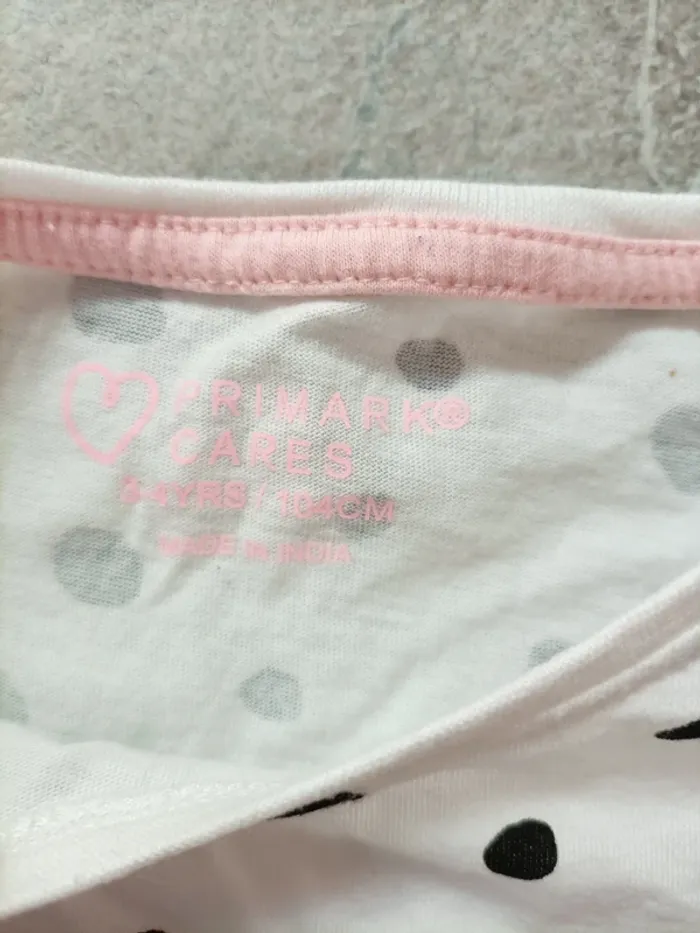 PRIMARK®
CARES
3-4YRS / 104CM
MADE IN INDIA